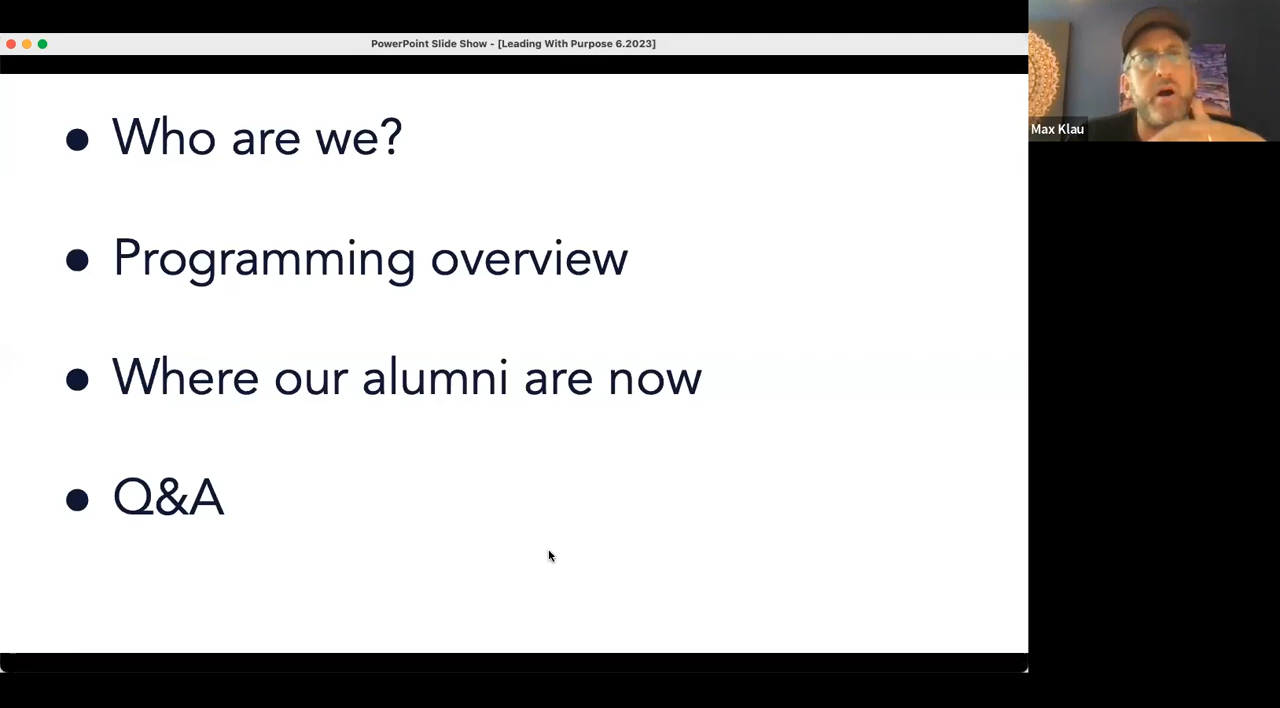 PowerPoint Slide Show - [Leading With Purpose 6.2023]
● Who are we?
● Programming overview
● Where our alumni are now
● Q&A
Max Klau